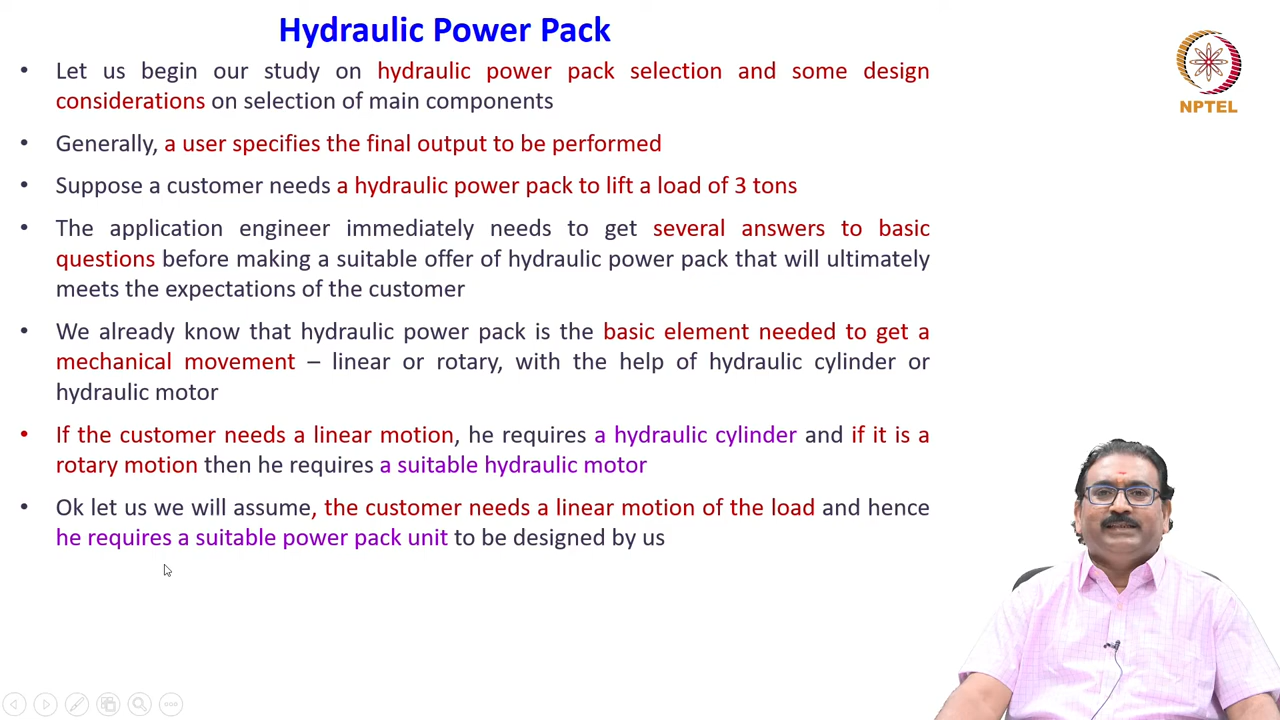 Hydraulic Power Pack
• Let us begin our study on hydraulic power pack selection and some design
considerations on selection of main components
• Generally, a user specifies the final output to be performed
• Suppose a customer needs a hydraulic power pack to lift a load of 3 tons
• The application engineer immediately needs to get several answers to basic
questions before making a suitable offer of hydraulic power pack that will ultimately
meets the expectations of the customer
• We already know that hydraulic power pack is the basic element needed to get a
mechanical movement – linear or rotary, with the help of hydraulic cylinder or
hydraulic motor
• If the customer needs a linear motion, he requires a hydraulic cylinder and if it is a
rotary motion then he requires a suitable hydraulic motor
• Ok let us we will assume, the customer needs a linear motion of the load and hence
he requires a suitable power pack unit to be designed by us
NPTEL